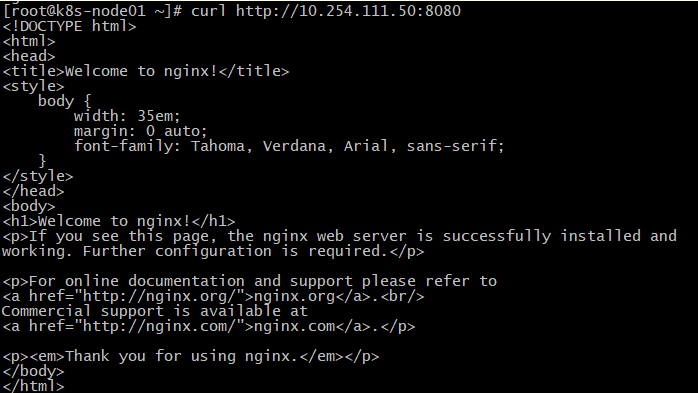 [root@k8s-node01 ~]# curl http://10.254.111.50:8080
<!DOCTYPE html>
<html>
<head>
<title>Welcome to nginx!</title>
<style>
    body {
        width: 35em;
        margin: 0 auto;
        font-family: Tahoma, Verdana, Arial, sans-serif;
    }
</style>
</head>
<body>
<h1>Welcome to nginx!</h1>
<p>If you see this page, the nginx web server is successfully installed and
working. Further configuration is required.</p>

<p>For online documentation and support please refer to
<a href="http://nginx.org/">nginx.org</a>.<br/>
Commercial support is available at
<a href="http://nginx.com/">nginx.com</a>.</p>

<p><em>Thank you for using nginx.</em></p>
</body>
</html>